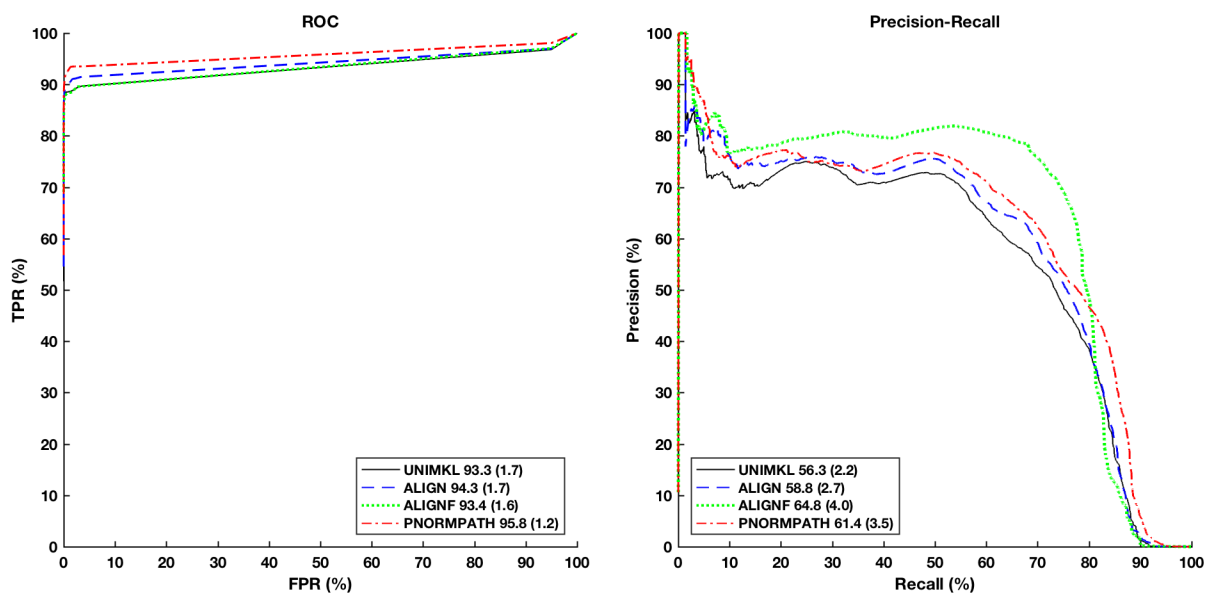 ROC
TPR (%)
100
90
80
70
60
50
40
30
20
10
0
0 10 20 30 40 50 60 70 80 90 100
FPR (%)
UNIMKL 93.3 (1.7)
ALIGN 94.3 (1.7)
ALIGNF 93.4 (1.6)
PNORMPATH 95.8 (1.2)
Precision-Recall
Precision (%)
100
90
80
70
60
50
40
30
20
10
0
0 10 20 30 40 50 60 70 80 90 100
Recall (%)
UNIMKL 56.3 (2.2)
ALIGN 58.8 (2.7)
ALIGNF 64.8 (4.0)
PNORMPATH 61.4 (3.5)